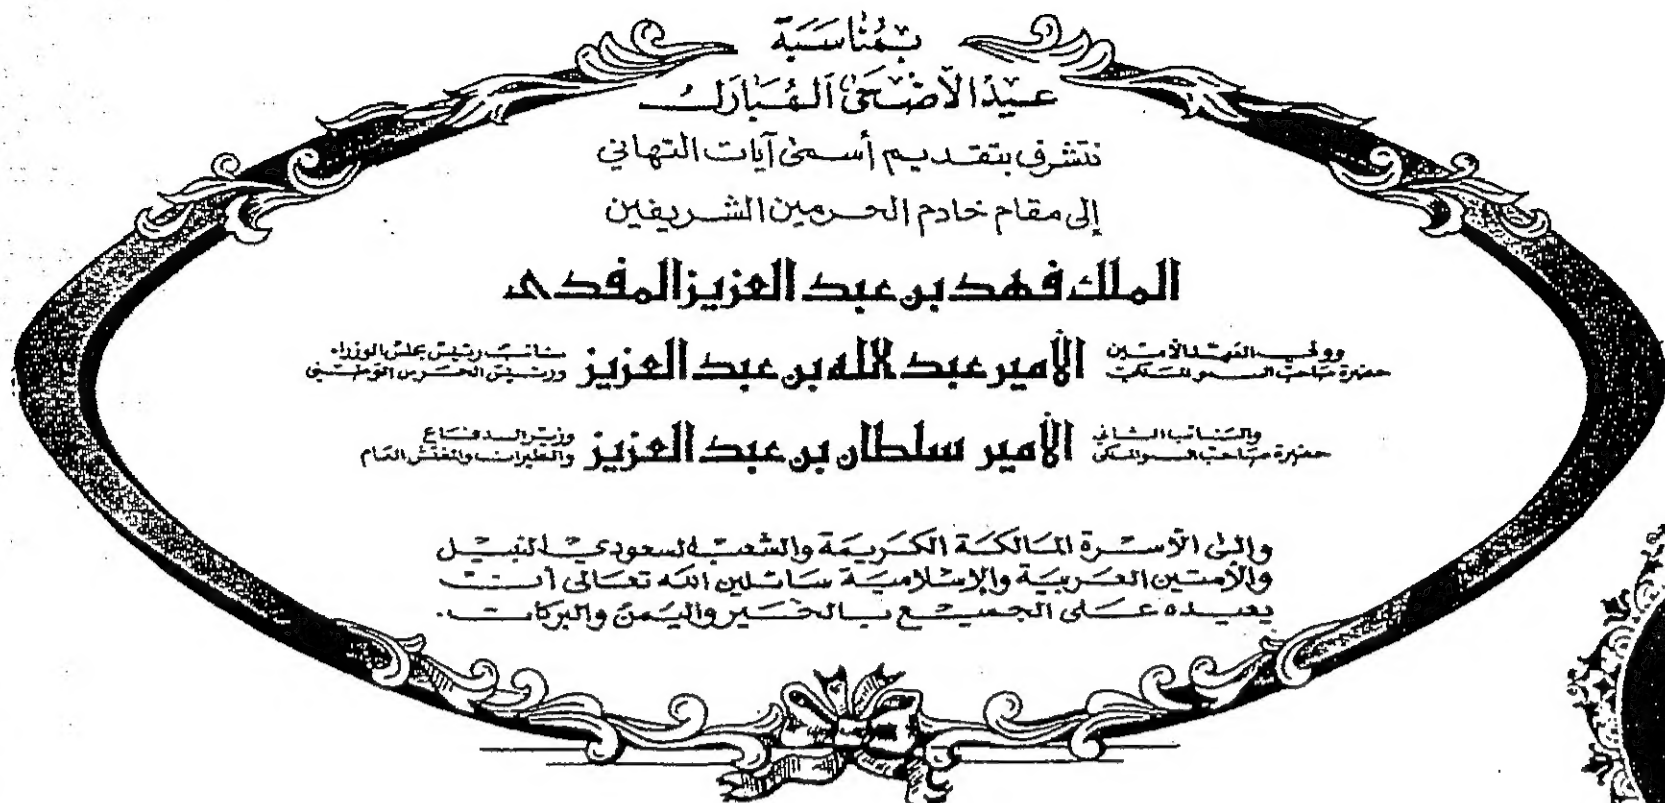 بمناسبة
عيد الأضحى المبارك
نتشرف بتقديم أسمى آيات التهاني
إلى مقام خادم الحرمين الشريفين
الملك فهد بن عبد العزيز المفدى
وولي العهد الأمين
حضرة صاحب السمو الملكي
الأمير عبد الله بن عبد العزيز
نائب رئيس مجلس الوزراء
ورئيس الحرس الوطني
والنائب الثاني
حضرة صاحب السمو الملكي
الأمير سلطان بن عبد العزيز
وزير الدفاع
والطيران والمفتش العام
وإلى الأسرة المالكة الكريمة والشعب السعودي النبيل
والأمتين العربية والإسلامية سائلين الله تعالى أن
يعيده على الجميع بالخير واليمن والبركات.